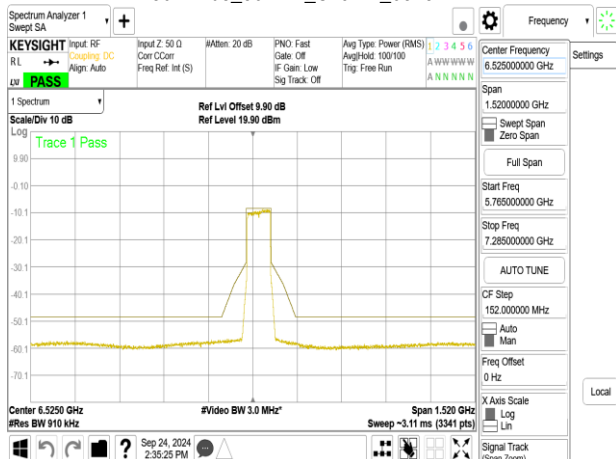 Spectrum Analyzer 1
Swept SA
+
Frequency
KEYSIGHT
RL
LXI
PASS
Input: RF
Coupling: DC
Align: Auto
Input Z: 50 Ω
Corr CCorr
Freq Ref: Int (S)
#Atten: 20 dB
PNO: Fast
Gate: Off
IF Gain: Low
Sig Track: Off
Avg Type: Power (RMS)
Avg|Hold: 100/100
Trig: Free Run
1 2 3 4 5 6
A W W W W W
A N N N N N
Center Frequency
6.525000000 GHz
Settings
Span
1.52000000 GHz
Swept Span
Zero Span
Full Span
Start Freq
5.765000000 GHz
Stop Freq
7.285000000 GHz
AUTO TUNE
CF Step
152.000000 MHz
Auto
Man
Freq Offset
0 Hz
X Axis Scale
Log
Lin
Local
Signal Track
(Span Zoom)
1 Spectrum
Scale/Div 10 dB
Log
Ref Lvl Offset 9.90 dB
Ref Level 19.90 dBm
Trace 1 Pass
9.90
-0.10
-10.1
-20.1
-30.1
-40.1
-50.1
-60.1
-70.1
Center 6.5250 GHz
#Res BW 910 kHz
#Video BW 3.0 MHz*
Span 1.520 GHz
Sweep ~3.11 ms (3341 pts)
?
Sep 24, 2024
2:35:25 PM